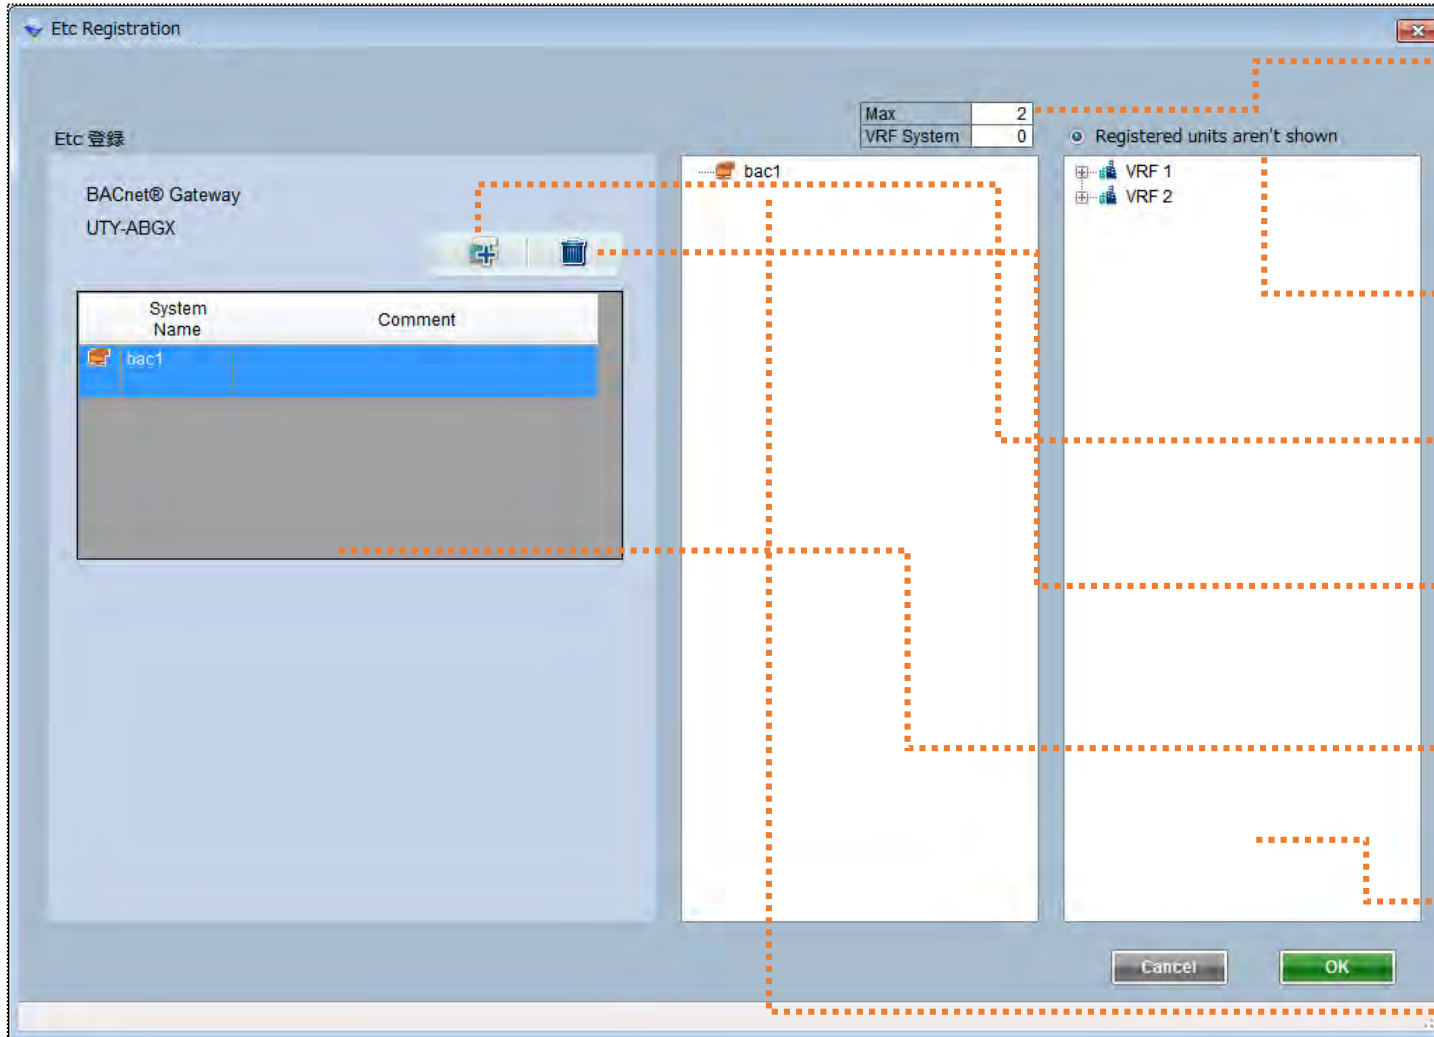 Etc Registration
Max 2
VRF System 0
Etc 登録
Registered units aren't shown
BACnet® Gateway
UTY-ABGX
System
Name
Comment
bac1
bac1
VRF 1
VRF 2
Cancel
OK